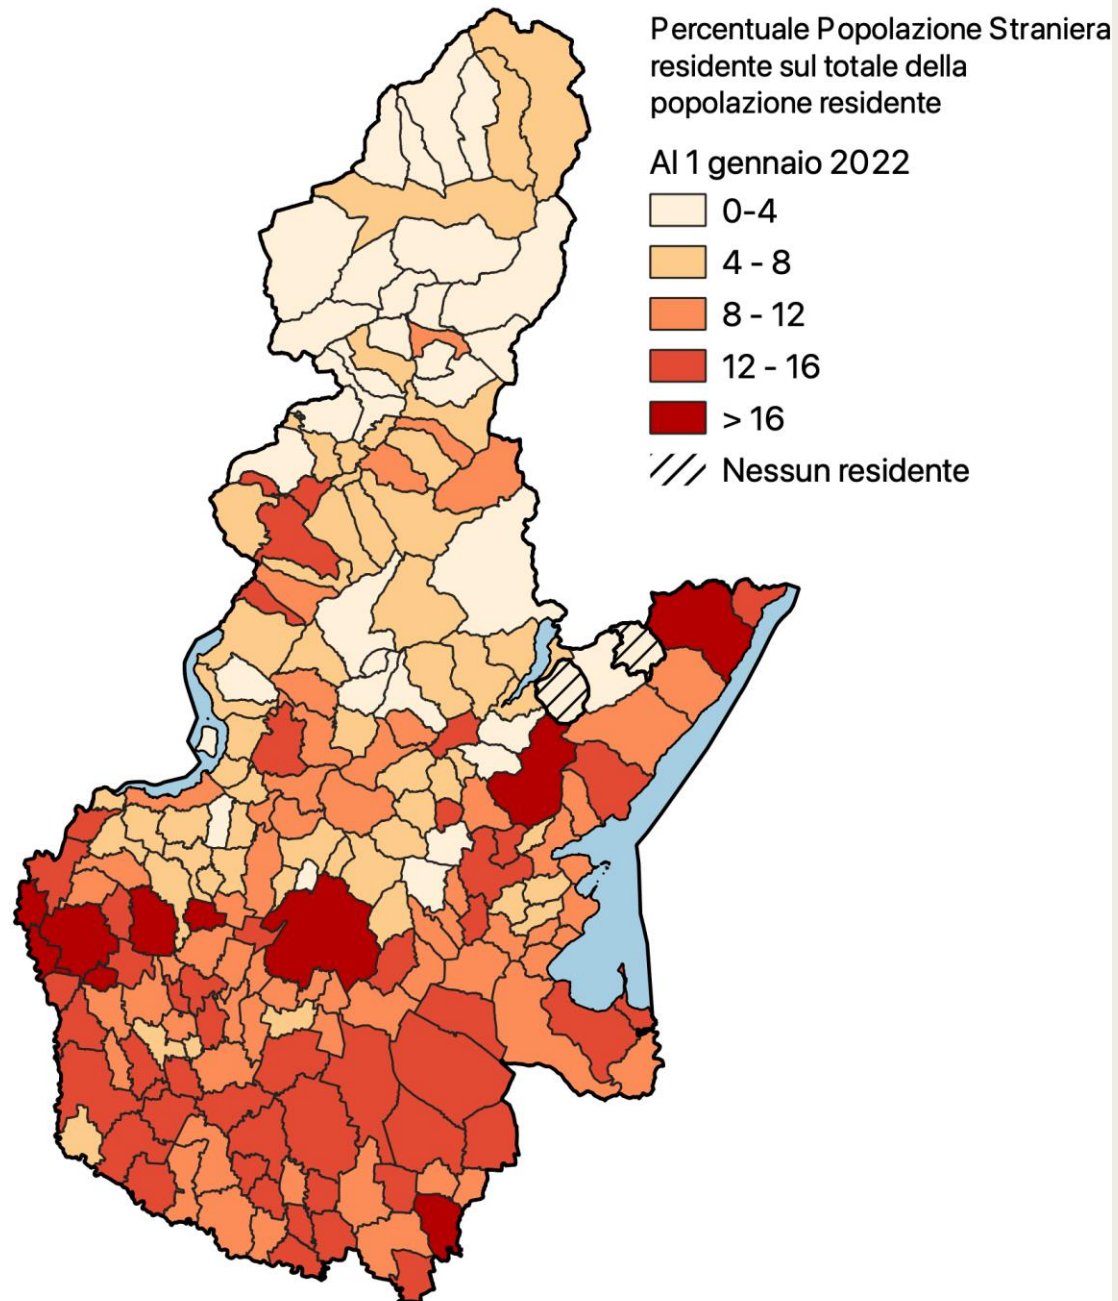 Percentuale Popolazione Straniera
residente sul totale della
popolazione residente
Al 1 gennaio 2022
0-4
4 - 8
8 - 12
12 - 16
> 16
Nessun residente